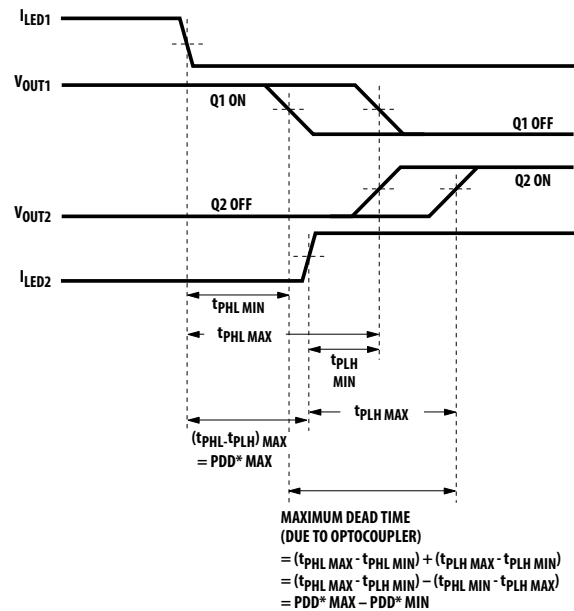 ILED1
VOUT1
Q1 ON
Q1 OFF
Q2 ON
Q2 OFF
VOUT2
ILED2
tPHL MIN
tPHL MAX
tPLH
MIN
tPLH MAX
(tPHL-tPLH) MAX
= PDD* MAX
MAXIMUM DEAD TIME
(DUE TO OPTOCOUPLER)
= (tPHL MAX - tPHL MIN) + (tPLH MAX - tPLH MIN)
= (tPHL MAX - tPLH MIN) – (tPHL MIN - tPLH MAX)
= PDD* MAX – PDD* MIN